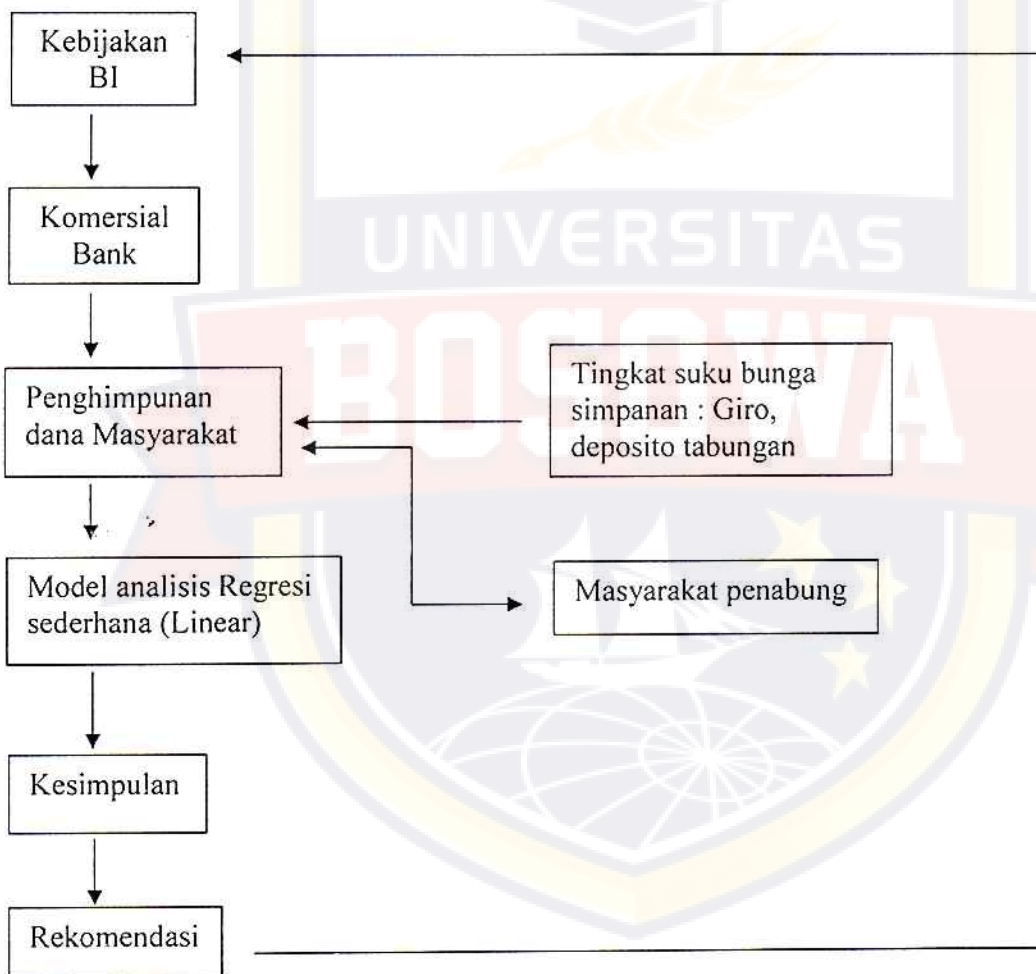 Kebijakan
BI
Komersial
Bank
UNIVERSITAS
BOSOWA
Penghimpunan
dana Masyarakat
Tingkat suku bunga
simpanan : Giro,
deposito tabungan
Model analisis Regresi
sederhana (Linear)
Masyarakat penabung
Kesimpulan
Rekomendasi